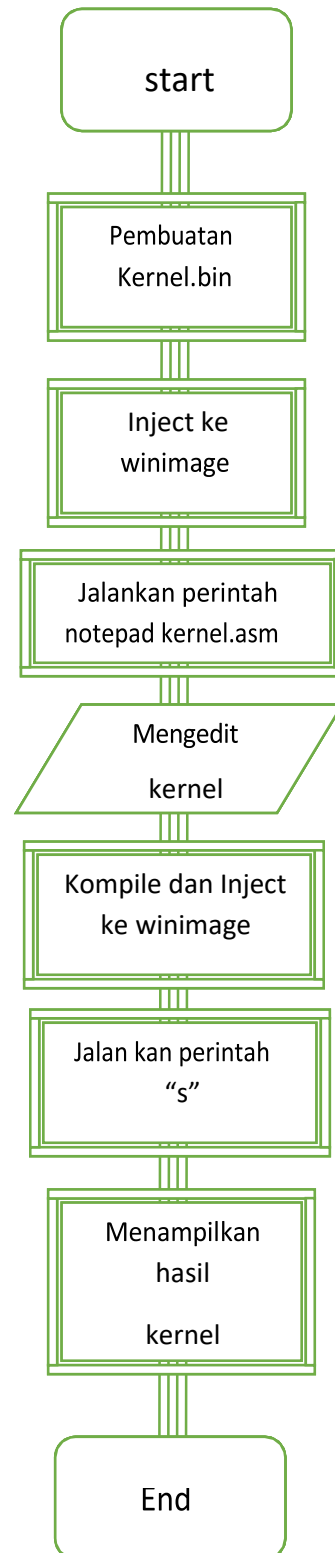 start
Pembuatan
Kernel.bin
Inject ke
winimage
Jalankan perintah
notepad kernel.asm
Mengedit
kernel
Kompile dan Inject
ke winimage
Jalan kan perintah
“s”
Menampilkan
hasil
kernel
End